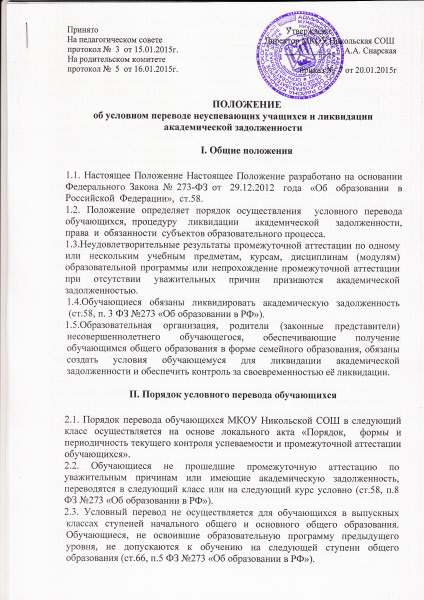 Принято
На педагогическом совете
протокол № 3 от 15.01.2015г.
На родительском комитете
протокол № 5 от 16.01.2015г.
Утверждаю
Директор МКОУ Никольская СОШ
А.А. Снарская
приказ № от 20.01.2015г
ПОЛОЖЕНИЕ
об условном переводе неуспевающих учащихся и ликвидации
академической задолженности
I. Общие положения
1.1. Настоящее Положение Настоящее Положение разработано на основании
Федерального Закона № 273-ФЗ от 29.12.2012 года «Об образовании в
Российской Федерации», ст.58.
1.2. Положение определяет порядок осуществления условного перевода
обучающихся, процедуру ликвидации академической задолженности,
права и обязанности субъектов образовательного процесса.
1.3.Неудовлетворительные результаты промежуточной аттестации по одному
или нескольким учебным предметам, курсам, дисциплинам (модулям)
образовательной программы или непрохождение промежуточной аттестации
при отсутствии уважительных причин признаются академической
задолженностью.
1.4.Обучающиеся обязаны ликвидировать академическую задолженность
(ст.58, п. 3 ФЗ №273 «Об образовании в РФ»).
1.5.Образовательная организация, родители (законные представители)
несовершеннолетнего обучающегося, обеспечивающие получение
обучающимся общего образования в форме семейного образования, обязаны
создать условия обучающемуся для ликвидации академической
задолженности и обеспечить контроль за своевременностью её ликвидации.
II. Порядок условного перевода обучающихся
2.1. Порядок перевода обучающихся МКОУ Никольской СОШ в следующий
класс осуществляется на основе локального акта «Порядок, формы и
периодичность текущего контроля успеваемости и промежуточной аттестации
обучающихся».
2.2. Обучающиеся не прошедшие промежуточную аттестацию по
уважительным причинам или имеющие академическую задолженность,
переводятся в следующий класс или на следующий курс условно (ст.58, п.8
ФЗ №273 «Об образовании в РФ»).
2.3. Условный перевод не осуществляется для обучающихся в выпускных
классах ступеней начального общего и основного общего образования.
Обучающиеся, не освоившие образовательную программу предыдущего
уровня, не допускаются к обучению на следующей ступени общего
образования (ст.66, п.5 ФЗ №273 «Об образовании в РФ»).